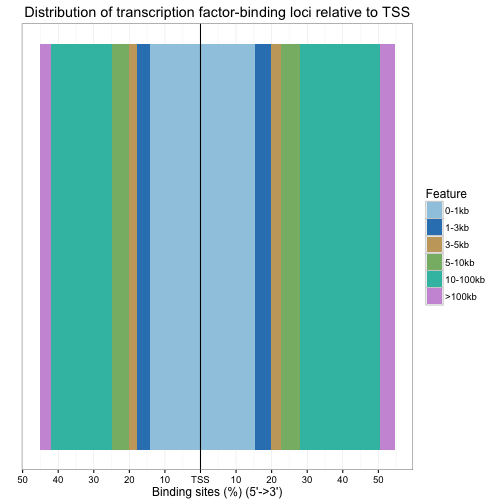 Distribution of transcription factor-binding loci relative to TSS
Feature
0-1kb
1-3kb
3-5kb
5-10kb
10-100kb
>100kb
50 40 30 20 10 TSS 10 20 30 40 50
Binding sites (%) (5'->3')